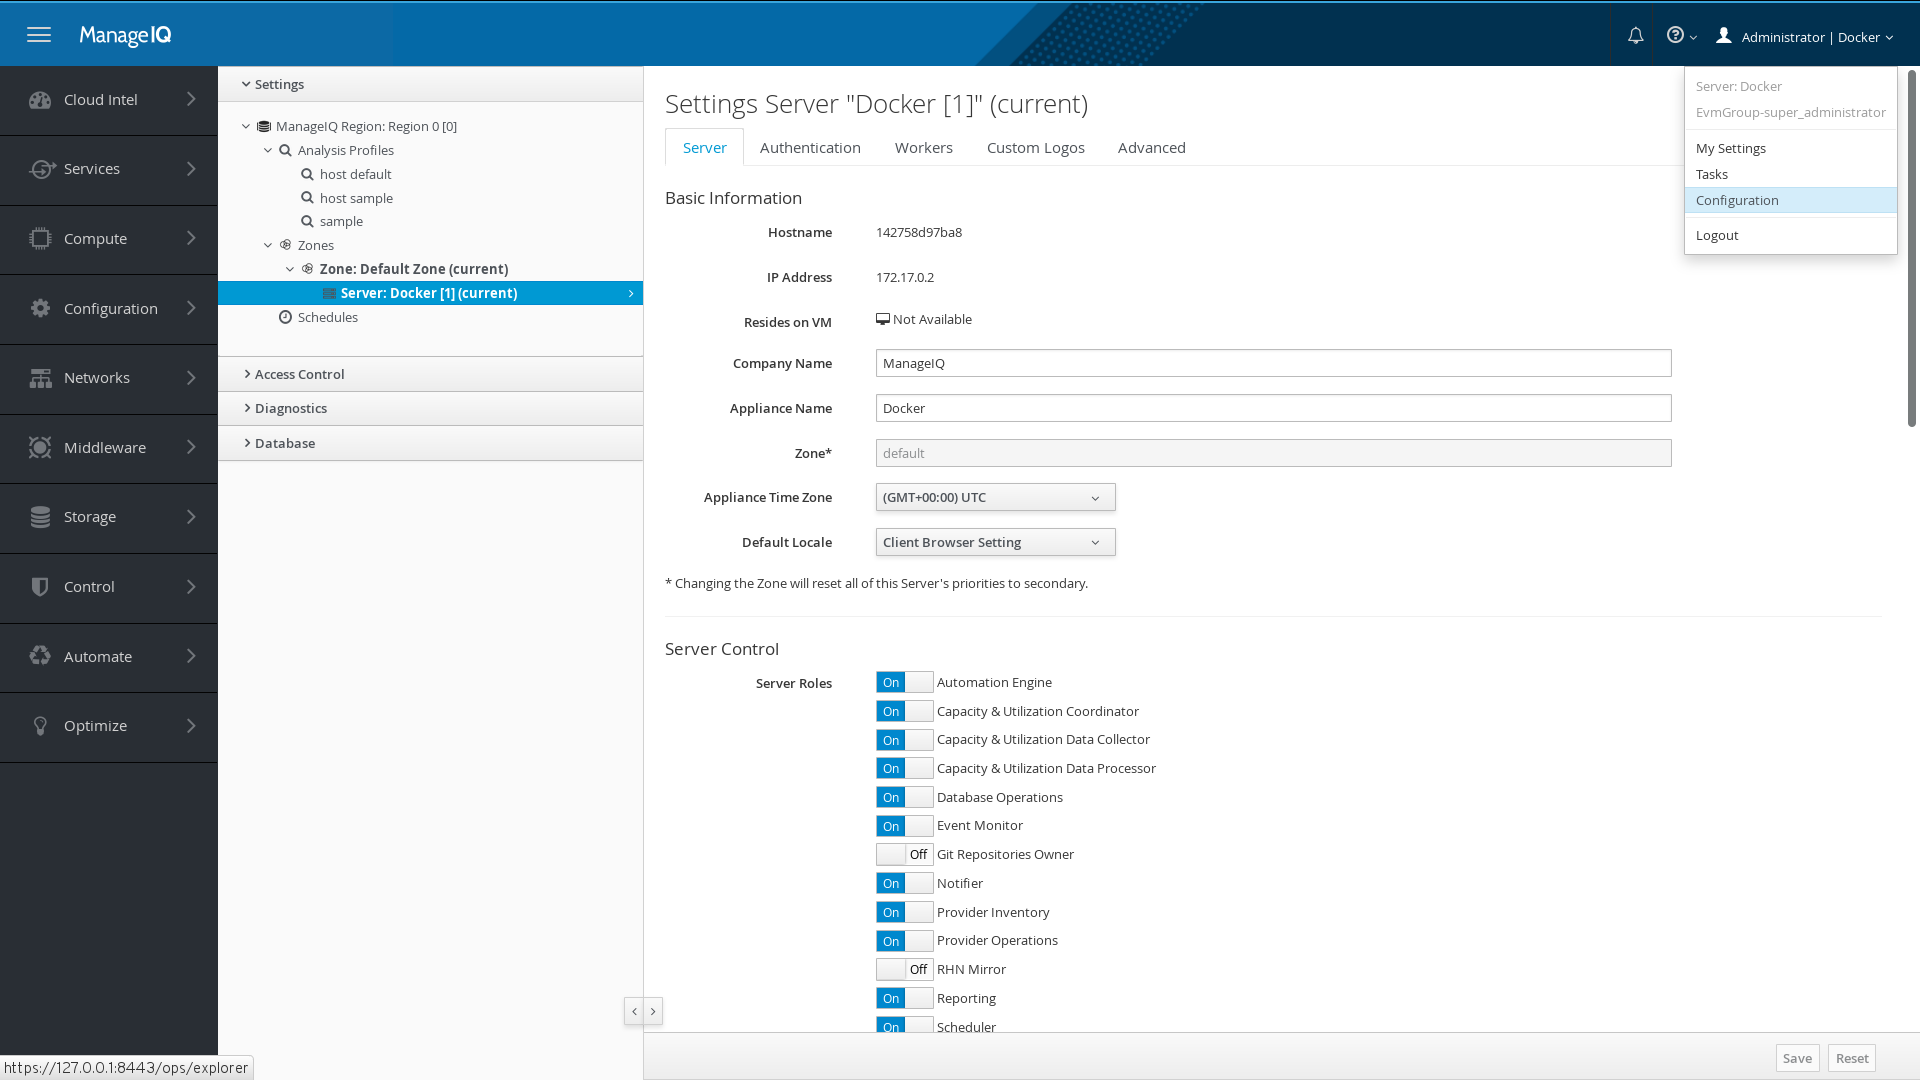 ManageIQ
Administrator | Docker
Server: Docker
EvmGroup-super_administrator
My Settings
Tasks
Configuration
Logout
Cloud Intel
Services
Compute
Configuration
Networks
Middleware
Storage
Control
Automate
Optimize
Settings
ManageIQ Region: Region 0 [0]
Analysis Profiles
host default
host sample
sample
Zones
Zone: Default Zone (current)
Server: Docker [1] (current)
Schedules
Access Control
Diagnostics
Database
Settings Server "Docker [1]" (current)
Server Authentication Workers Custom Logos Advanced
Basic Information
Hostname 142758d97ba8
IP Address 172.17.0.2
Resides on VM Not Available
Company Name ManageIQ
Appliance Name Docker
Zone* default
Appliance Time Zone (GMT+00:00) UTC
Default Locale Client Browser Setting
* Changing the Zone will reset all of this Server's priorities to secondary.
Server Control
Server Roles On Automation Engine
On Capacity & Utilization Coordinator
On Capacity & Utilization Data Collector
On Capacity & Utilization Data Processor
On Database Operations
On Event Monitor
Off Git Repositories Owner
On Notifier
On Provider Inventory
On Provider Operations
Off RHN Mirror
On Reporting
On Scheduler
Save Reset
https://127.0.0.1:8443/ops/explorer